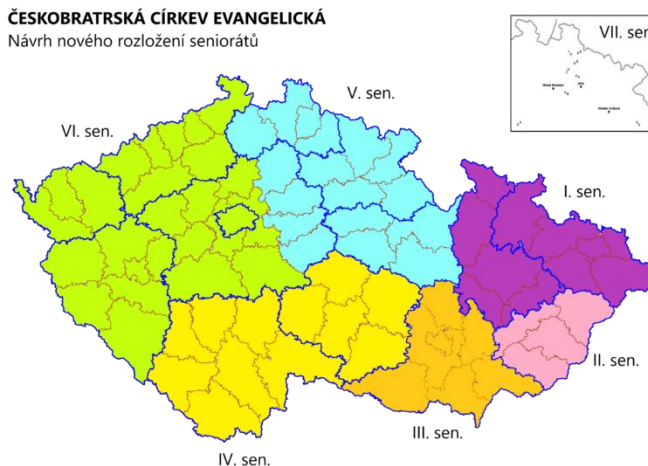 ČESKOBRATRSKÁ CÍRKEV EVANGELICKÁ
Návrh nového rozložení seniorátů
VII. sen
V. sen.
VI. sen.
I. sen.
II. sen.
III. sen.
IV. sen.